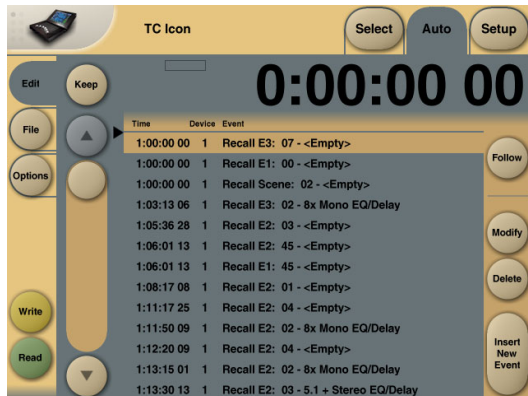 TC Icon
Select
Auto
Setup
Edit
Keep
0:00:00 00
File
Options
Time Device Event
1:00:00 00 1 Recall E3: 07 - <Empty>
1:00:00 00 1 Recall E1: 00 - <Empty>
1:00:00 00 1 Recall Scene: 02 - <Empty>
1:03:13 06 1 Recall E3: 02 - 8x Mono EQ/Delay
1:05:36 28 1 Recall E2: 03 - <Empty>
1:06:01 13 1 Recall E2: 45 - <Empty>
1:06:01 13 1 Recall E1: 45 - <Empty>
1:08:17 08 1 Recall E2: 01 - <Empty>
1:11:17 25 1 Recall E2: 04 - <Empty>
1:11:50 09 1 Recall E2: 02 - 8x Mono EQ/Delay
1:12:20 09 1 Recall E2: 04 - <Empty>
1:13:15 01 1 Recall E2: 02 - 8x Mono EQ/Delay
1:13:30 13 1 Recall E2: 03 - 5.1 + Stereo EQ/Delay
Follow
Modify
Delete
Insert
New
Event
Write
Read